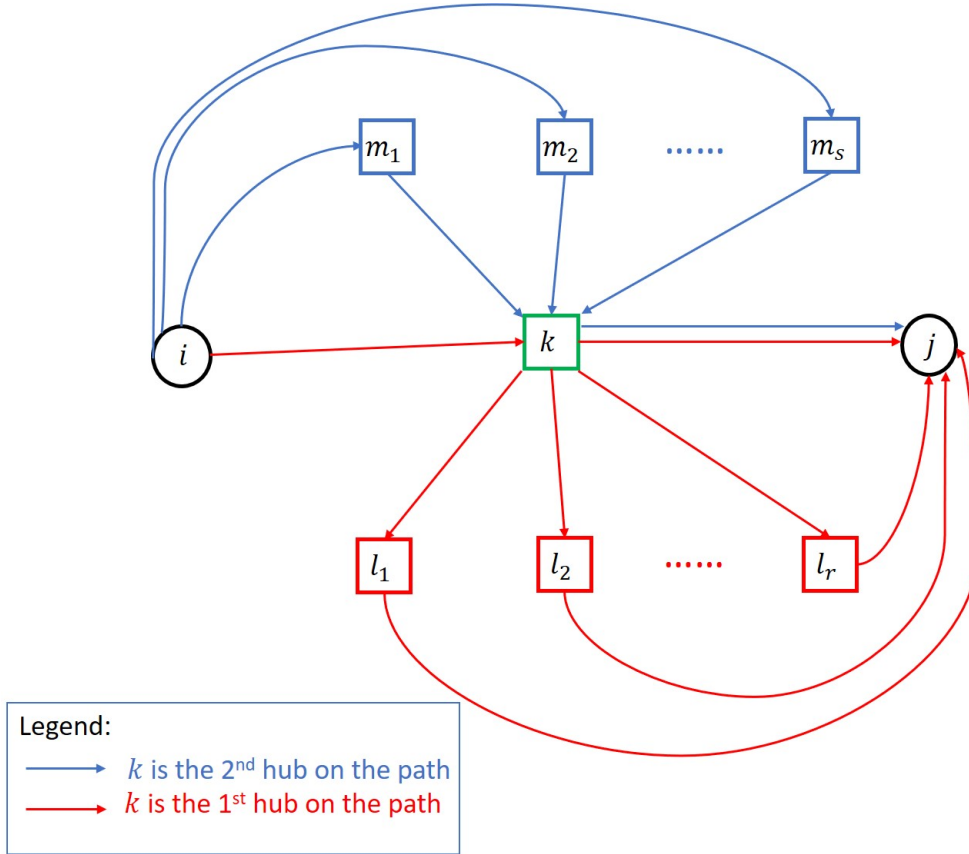 m₁ m₂ ...... mₛ
i k j
l₁ l₂ ...... lᵣ
Legend:
k is the 2ⁿᵈ hub on the path
k is the 1ˢᵗ hub on the path